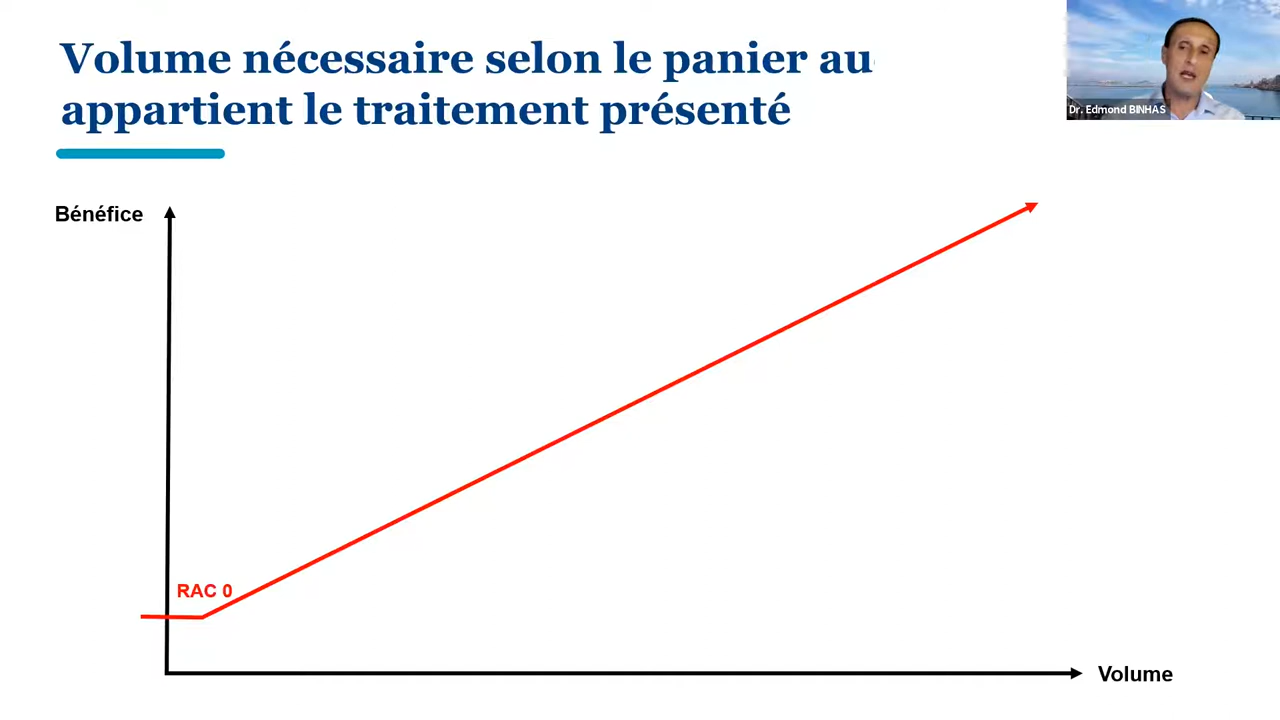 Volume nécessaire selon le panier au
appartient le traitement présenté
Dr. Edmond BINHAS
Bénéfice
RAC 0
Volume